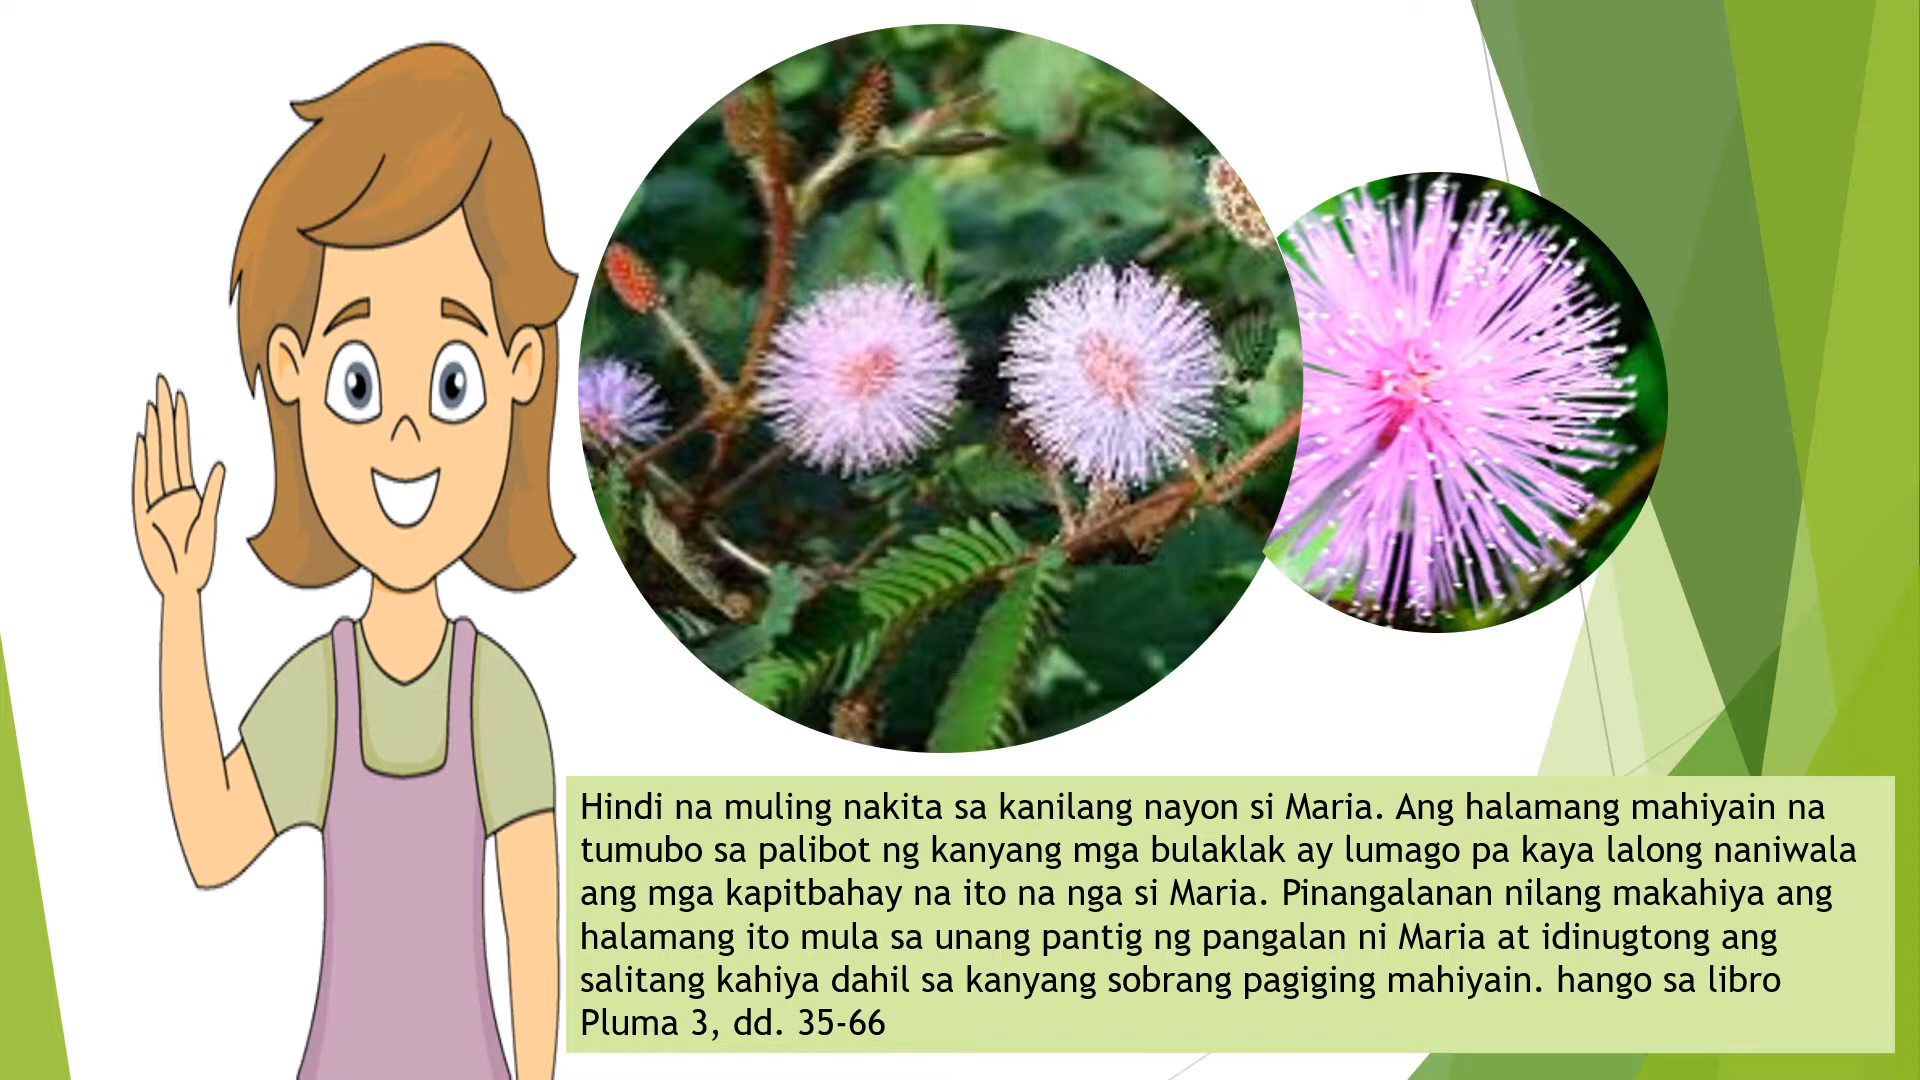 Hindi na muling nakita sa kanilang nayon si Maria. Ang halamang mahiyain na
tumubo sa palibot ng kanyang mga bulaklak ay lumago pa kaya lalong naniwala
ang mga kapitbahay na ito na nga si Maria. Pinangalanan nilang makahiya ang
halamang ito mula sa unang pantig ng pangalan ni Maria at idinugtong ang
salitang kahiya dahil sa kanyang sobrang pagiging mahiyain. hango sa libro
Pluma 3, dd. 35-66